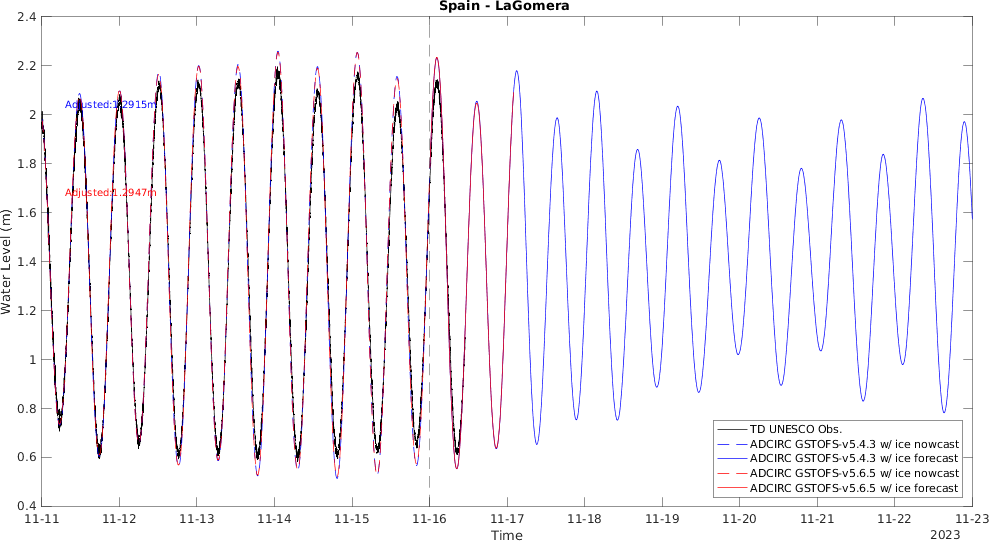 Spain - LaGomera
2.4
2.2
2
1.8
1.6
1.4
1.2
1
0.8
0.6
0.4
Water Level (m)
Adjusted:1.2915m
Adjusted:1.2947m
TD UNESCO Obs.
ADCIRC GSTOFS-v5.4.3 w/ ice nowcast
ADCIRC GSTOFS-v5.4.3 w/ ice forecast
ADCIRC GSTOFS-v5.6.5 w/ ice nowcast
ADCIRC GSTOFS-v5.6.5 w/ ice forecast
11-11 11-12 11-13 11-14 11-15 11-16 11-17 11-18 11-19 11-20 11-21 11-22 11-23
Time
2023